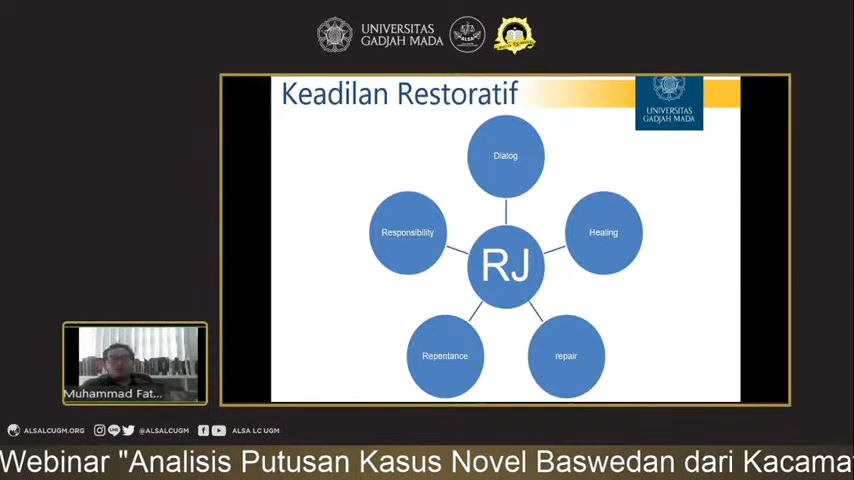 UNIVERSITAS
GADJAH MADA
ALSA
Keadilan Restoratif
UNIVERSITAS
GADJAH MADA
Dialog
Responsibility
Healing
RJ
Repentance
repair
Muhammad Fat...
ALSALCUGM.ORG
@ALSALCUGM
ALSA LC UGM
Webinar "Analisis Putusan Kasus Novel Baswedan dari Kacama